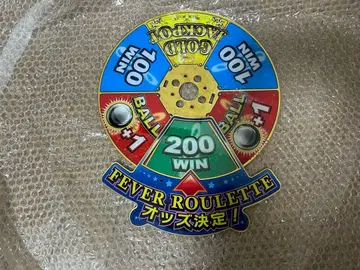 GOLD
JACKPOT
100
WIN
100
WIN
BALL
+1
BALL
+1
200
WIN
FEVER ROULETTE
オッズ決定!